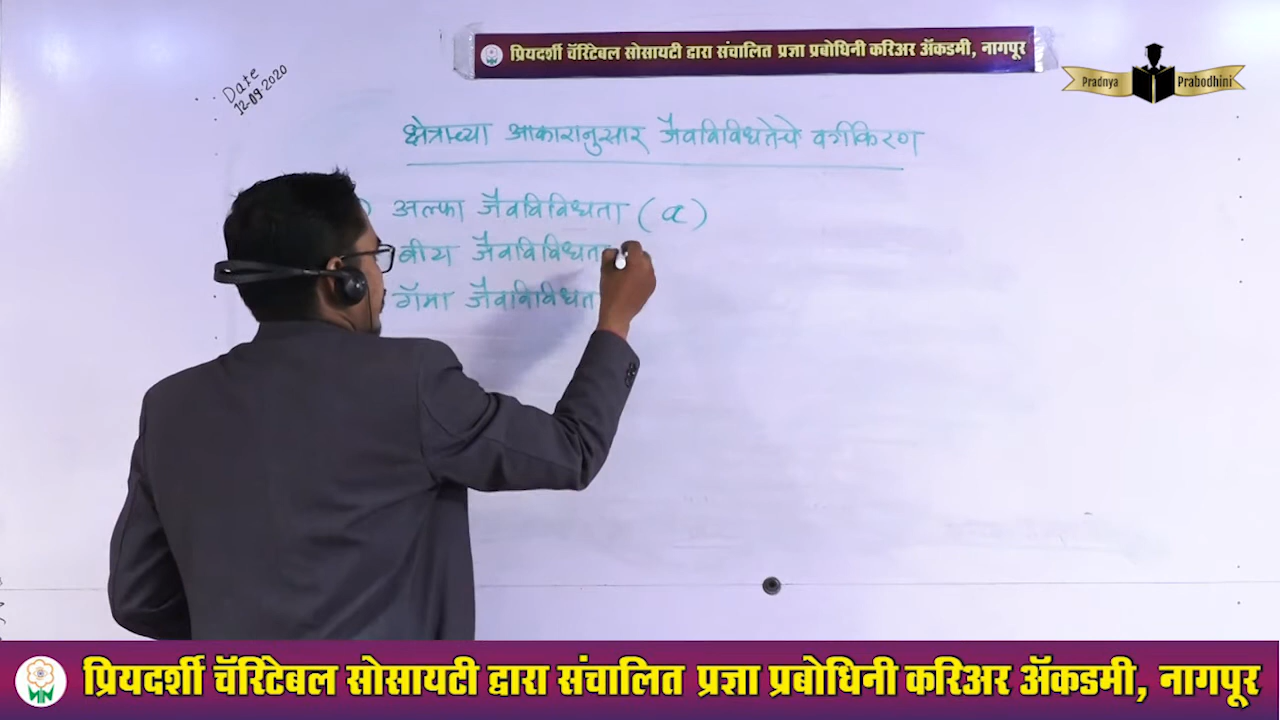 प्रियदर्शी चॅरिटेबल सोसायटी द्वारा संचालित प्रज्ञा प्रबोधिनी करिअर ॲकडमी, नागपूर
Pradnya Prabodhini
Date
12-09-2020
क्षेत्राच्या आकारानुसार जैवविविधतेचे वर्गीकरण
अल्फा जैवविविधता (α)
बीटा जैवविविधता
गॅमा जैवविविधत
प्रियदर्शी चॅरिटेबल सोसायटी द्वारा संचालित प्रज्ञा प्रबोधिनी करिअर ॲकडमी, नागपूर